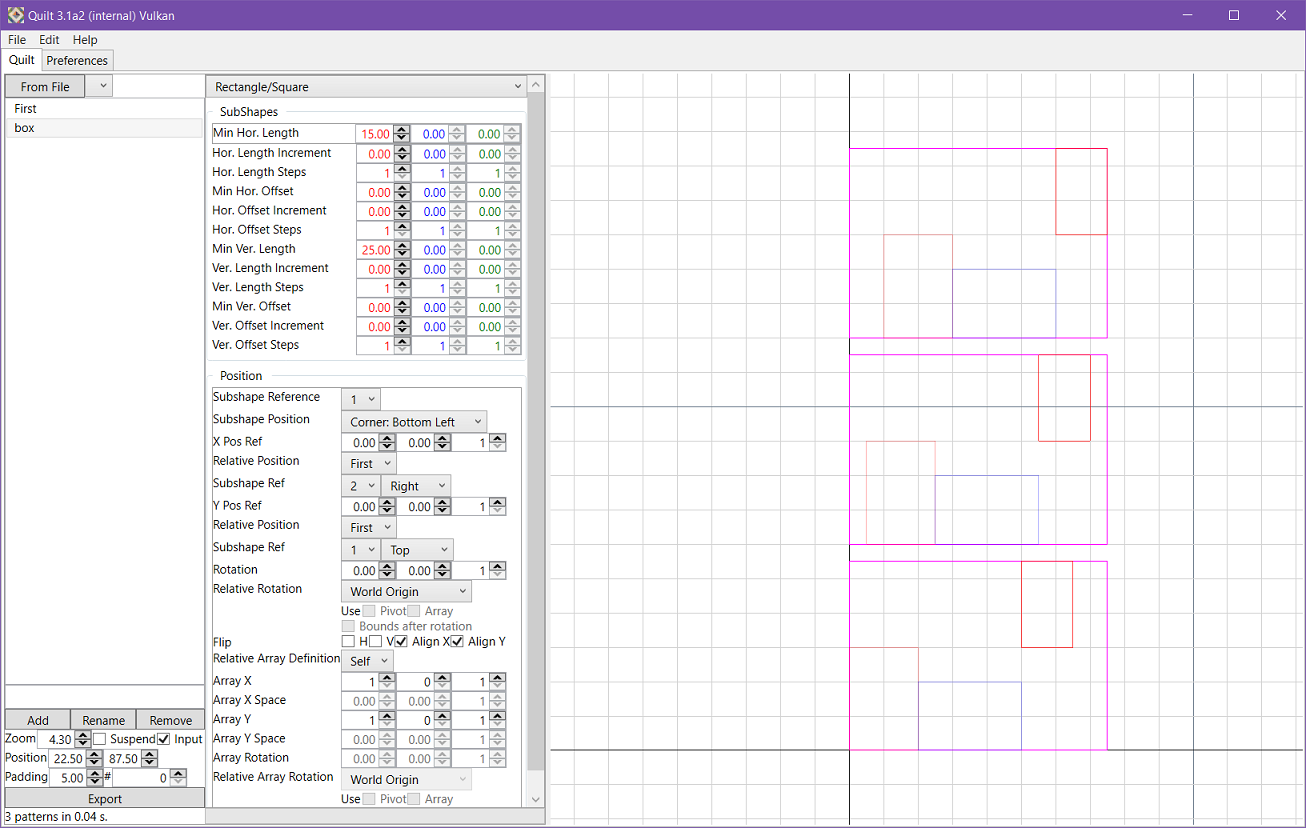 Quilt 3.1a2 (internal) Vulkan
File Edit Help
Quilt Preferences
From File
First
box
Rectangle/Square
SubShapes
Min Hor. Length 15.00 0.00 0.00
Hor. Length Increment 0.00 0.00 0.00
Hor. Length Steps 1 1 1
Min Hor. Offset 0.00 0.00 0.00
Hor. Offset Increment 0.00 0.00 0.00
Hor. Offset Steps 1 1 1
Min Ver. Length 25.00 0.00 0.00
Ver. Length Increment 0.00 0.00 0.00
Ver. Length Steps 1 1 1
Min Ver. Offset 0.00 0.00 0.00
Ver. Offset Increment 0.00 0.00 0.00
Ver. Offset Steps 1 1 1
Position
Subshape Reference 1
Subshape Position Corner: Bottom Left
X Pos Ref 0.00 0.00 1
Relative Position First
Subshape Ref 2 Right
Y Pos Ref 0.00 0.00 1
Relative Position First
Subshape Ref 1 Top
Rotation 0.00 0.00 1
Relative Rotation World Origin
Use Pivot Array
Bounds after rotation
Flip H V Align X Align Y
Relative Array Definition Self
Array X 1 0 1
Array X Space 0.00 0.00 1
Array Y 1 0 1
Array Y Space 0.00 0.00 1
Array Rotation 0.00 0.00 1
Relative Array Rotation World Origin
Use Pivot Array
Add Rename Remove
Zoom 4.30 Suspend Input
Position 22.50 87.50
Padding 5.00 # 0
Export
3 patterns in 0.04 s.